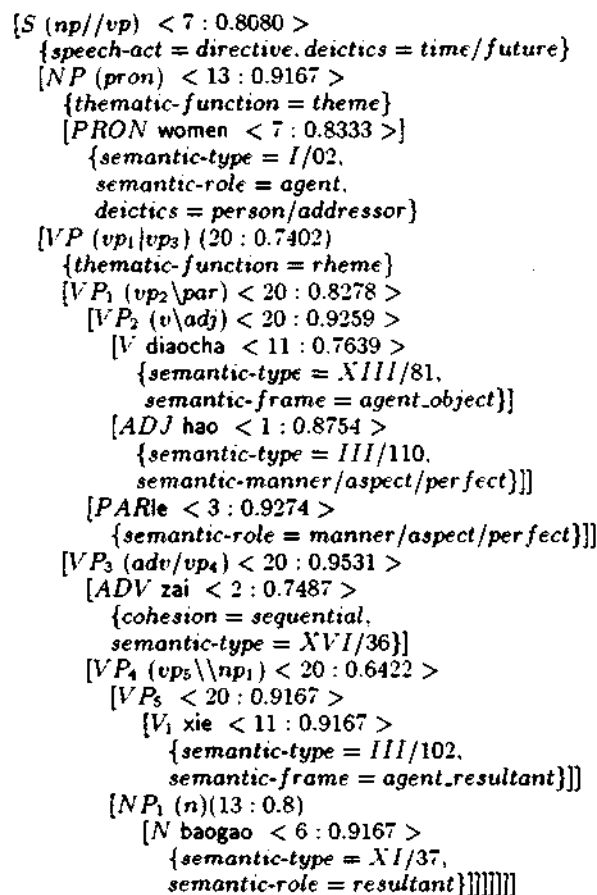 [S (np//vp) < 7 : 0.8080 >
{speech-act = directive. deictics = time/future}
[NP (pron) < 13 : 0.9167 >
{thematic-function = theme}
[PRON women < 7 : 0.8333 >]
{semantic-type = I/02,
semantic-role = agent,
deictics = person/addressor}
[VP (vp₁|vp₃) (20 : 0.7402)
{thematic-function = rheme}
[VP₁ (vp₂\par) < 20 : 0.8278 >
[VP₂ (v\adj) < 20 : 0.9259 >
[V diaocha < 11 : 0.7639 >
{semantic-type = XIII/81,
semantic-frame = agent_object}]
[ADJ hao < 1 : 0.8754 >
{semantic-type = III/110,
semantic-manner/aspect/perfect}]]
[PARle < 3 : 0.9274 >
{semantic-role = manner/aspect/perfect}]]
[VP₃ (adv/vp₄) < 20 : 0.9531 >
[ADV zai < 2 : 0.7487 >
{cohesion = sequential,
semantic-type = XVI/36}]
[VP₄ (vp₅\\np₁) < 20 : 0.6422 >
[VP₅ < 20 : 0.9167 >
[V₁ xie < 11 : 0.9167 >
{semantic-type = III/102,
semantic-frame = agent_resultant}]]
[NP₁ (n)(13 : 0.8)
[N baogao < 6 : 0.9167 >
{semantic-type = XI/37,
semantic-role = resultant}]]]]]]]